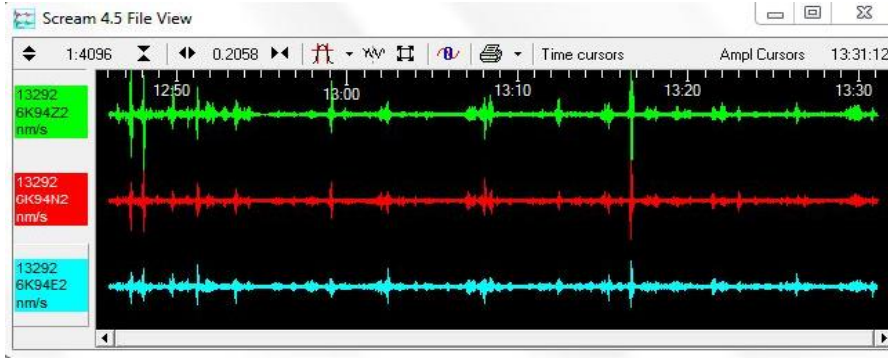 Scream 4.5 File View
1:4096 0.2058 Time cursors Ampl Cursors 13:31:12
12:50 13:00 13:10 13:20 13:30
13292
6K94Z2
nm/s
13292
6K94N2
nm/s
13292
6K94E2
nm/s